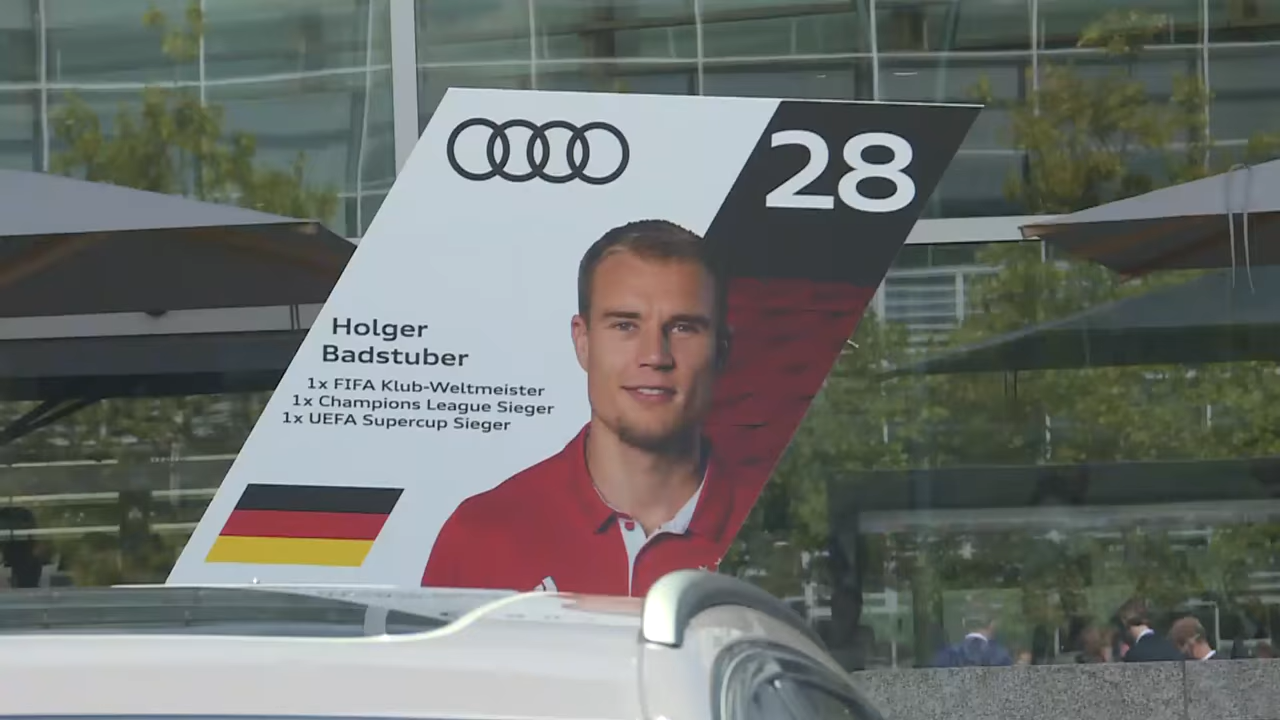 28
Holger
Badstuber
1x FIFA Klub-Weltmeister
1x Champions League Sieger
1x UEFA Supercup Sieger